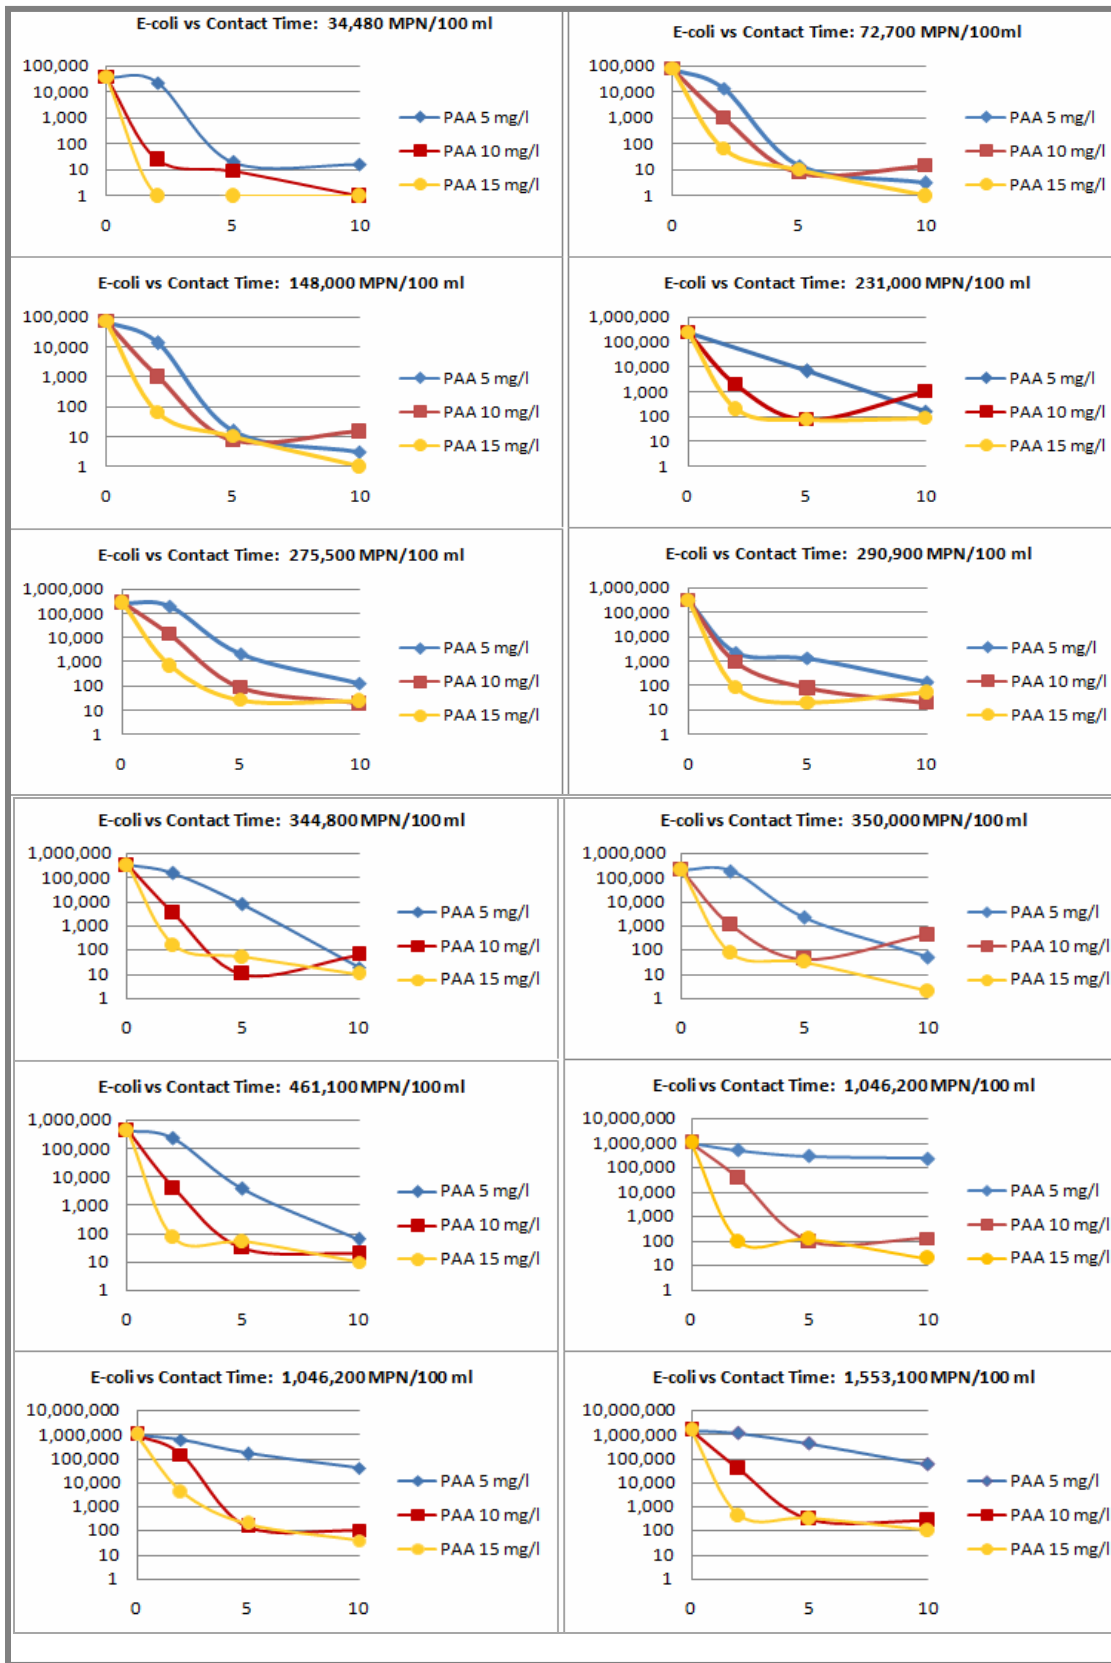 E-coli vs Contact Time: 34,480 MPN/100 ml
100,000
10,000
1,000
100
10
1
0 5 10
PAA 5 mg/l
PAA 10 mg/l
PAA 15 mg/l
E-coli vs Contact Time: 72,700 MPN/100ml
100,000
10,000
1,000
100
10
1
0 5 10
PAA 5 mg/l
PAA 10 mg/l
PAA 15 mg/l
E-coli vs Contact Time: 148,000 MPN/100 ml
100,000
10,000
1,000
100
10
1
0 5 10
PAA 5 mg/l
PAA 10 mg/l
PAA 15 mg/l
E-coli vs Contact Time: 231,000 MPN/100 ml
1,000,000
100,000
10,000
1,000
100
10
1
0 5 10
PAA 5 mg/l
PAA 10 mg/l
PAA 15 mg/l
E-coli vs Contact Time: 275,500 MPN/100 ml
1,000,000
100,000
10,000
1,000
100
10
1
0 5 10
PAA 5 mg/l
PAA 10 mg/l
PAA 15 mg/l
E-coli vs Contact Time: 290,900 MPN/100 ml
1,000,000
100,000
10,000
1,000
100
10
1
0 5 10
PAA 5 mg/l
PAA 10 mg/l
PAA 15 mg/l
E-coli vs Contact Time: 344,800 MPN/100 ml
1,000,000
100,000
10,000
1,000
100
10
1
0 5 10
PAA 5 mg/l
PAA 10 mg/l
PAA 15 mg/l
E-coli vs Contact Time: 350,000 MPN/100 ml
1,000,000
100,000
10,000
1,000
100
10
1
0 5 10
PAA 5 mg/l
PAA 10 mg/l
PAA 15 mg/l
E-coli vs Contact Time: 461,100 MPN/100 ml
1,000,000
100,000
10,000
1,000
100
10
1
0 5 10
PAA 5 mg/l
PAA 10 mg/l
PAA 15 mg/l
E-coli vs Contact Time: 1,046,200 MPN/100 ml
10,000,000
1,000,000
100,000
10,000
1,000
100
10
1
0 5 10
PAA 5 mg/l
PAA 10 mg/l
PAA 15 mg/l
E-coli vs Contact Time: 1,046,200 MPN/100 ml
10,000,000
1,000,000
100,000
10,000
1,000
100
10
1
0 5 10
PAA 5 mg/l
PAA 10 mg/l
PAA 15 mg/l
E-coli vs Contact Time: 1,553,100 MPN/100 ml
10,000,000
1,000,000
100,000
10,000
1,000
100
10
1
0 5 10
PAA 5 mg/l
PAA 10 mg/l
PAA 15 mg/l